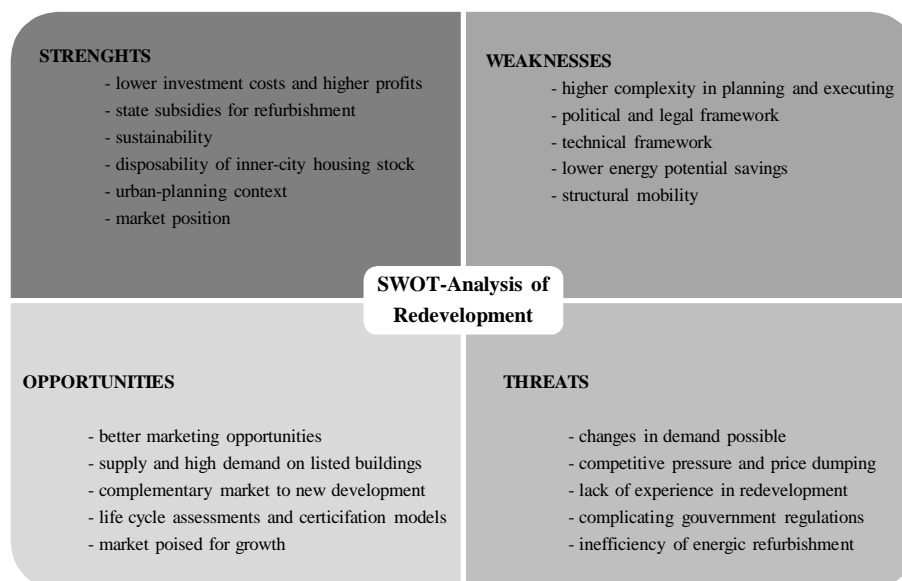 STRENGHTS
- lower investment costs and higher profits
- state subsidies for refurbishment
- sustainability
- disposability of inner-city housing stock
- urban-planning context
- market position
WEAKNESSES
- higher complexity in planning and executing
- political and legal framework
- technical framework
- lower energy potential savings
- structural mobility
SWOT-Analysis of
Redevelopment
OPPORTUNITIES
- better marketing opportunities
- supply and high demand on listed buildings
- complementary market to new development
- life cycle assessments and certicifation models
- market poised for growth
THREATS
- changes in demand possible
- competitive pressure and price dumping
- lack of experience in redevelopment
- complicating gouvernment regulations
- inefficiency of energic refurbishment